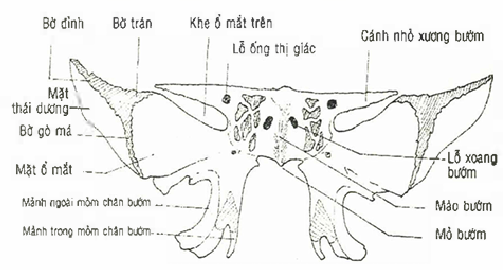 Bờ đỉnh
Bờ trán
Khe ổ mắt trên
Lỗ ống thị giác
Cánh nhỏ xương bướm
Mặt
thái dương
Bờ gò má
Mặt ổ mắt
Mảnh ngoài mỏm chân bướm
Mảnh trong mỏm chân bướm
Lỗ xoang
bướm
Mào bướm
Mỏ bướm